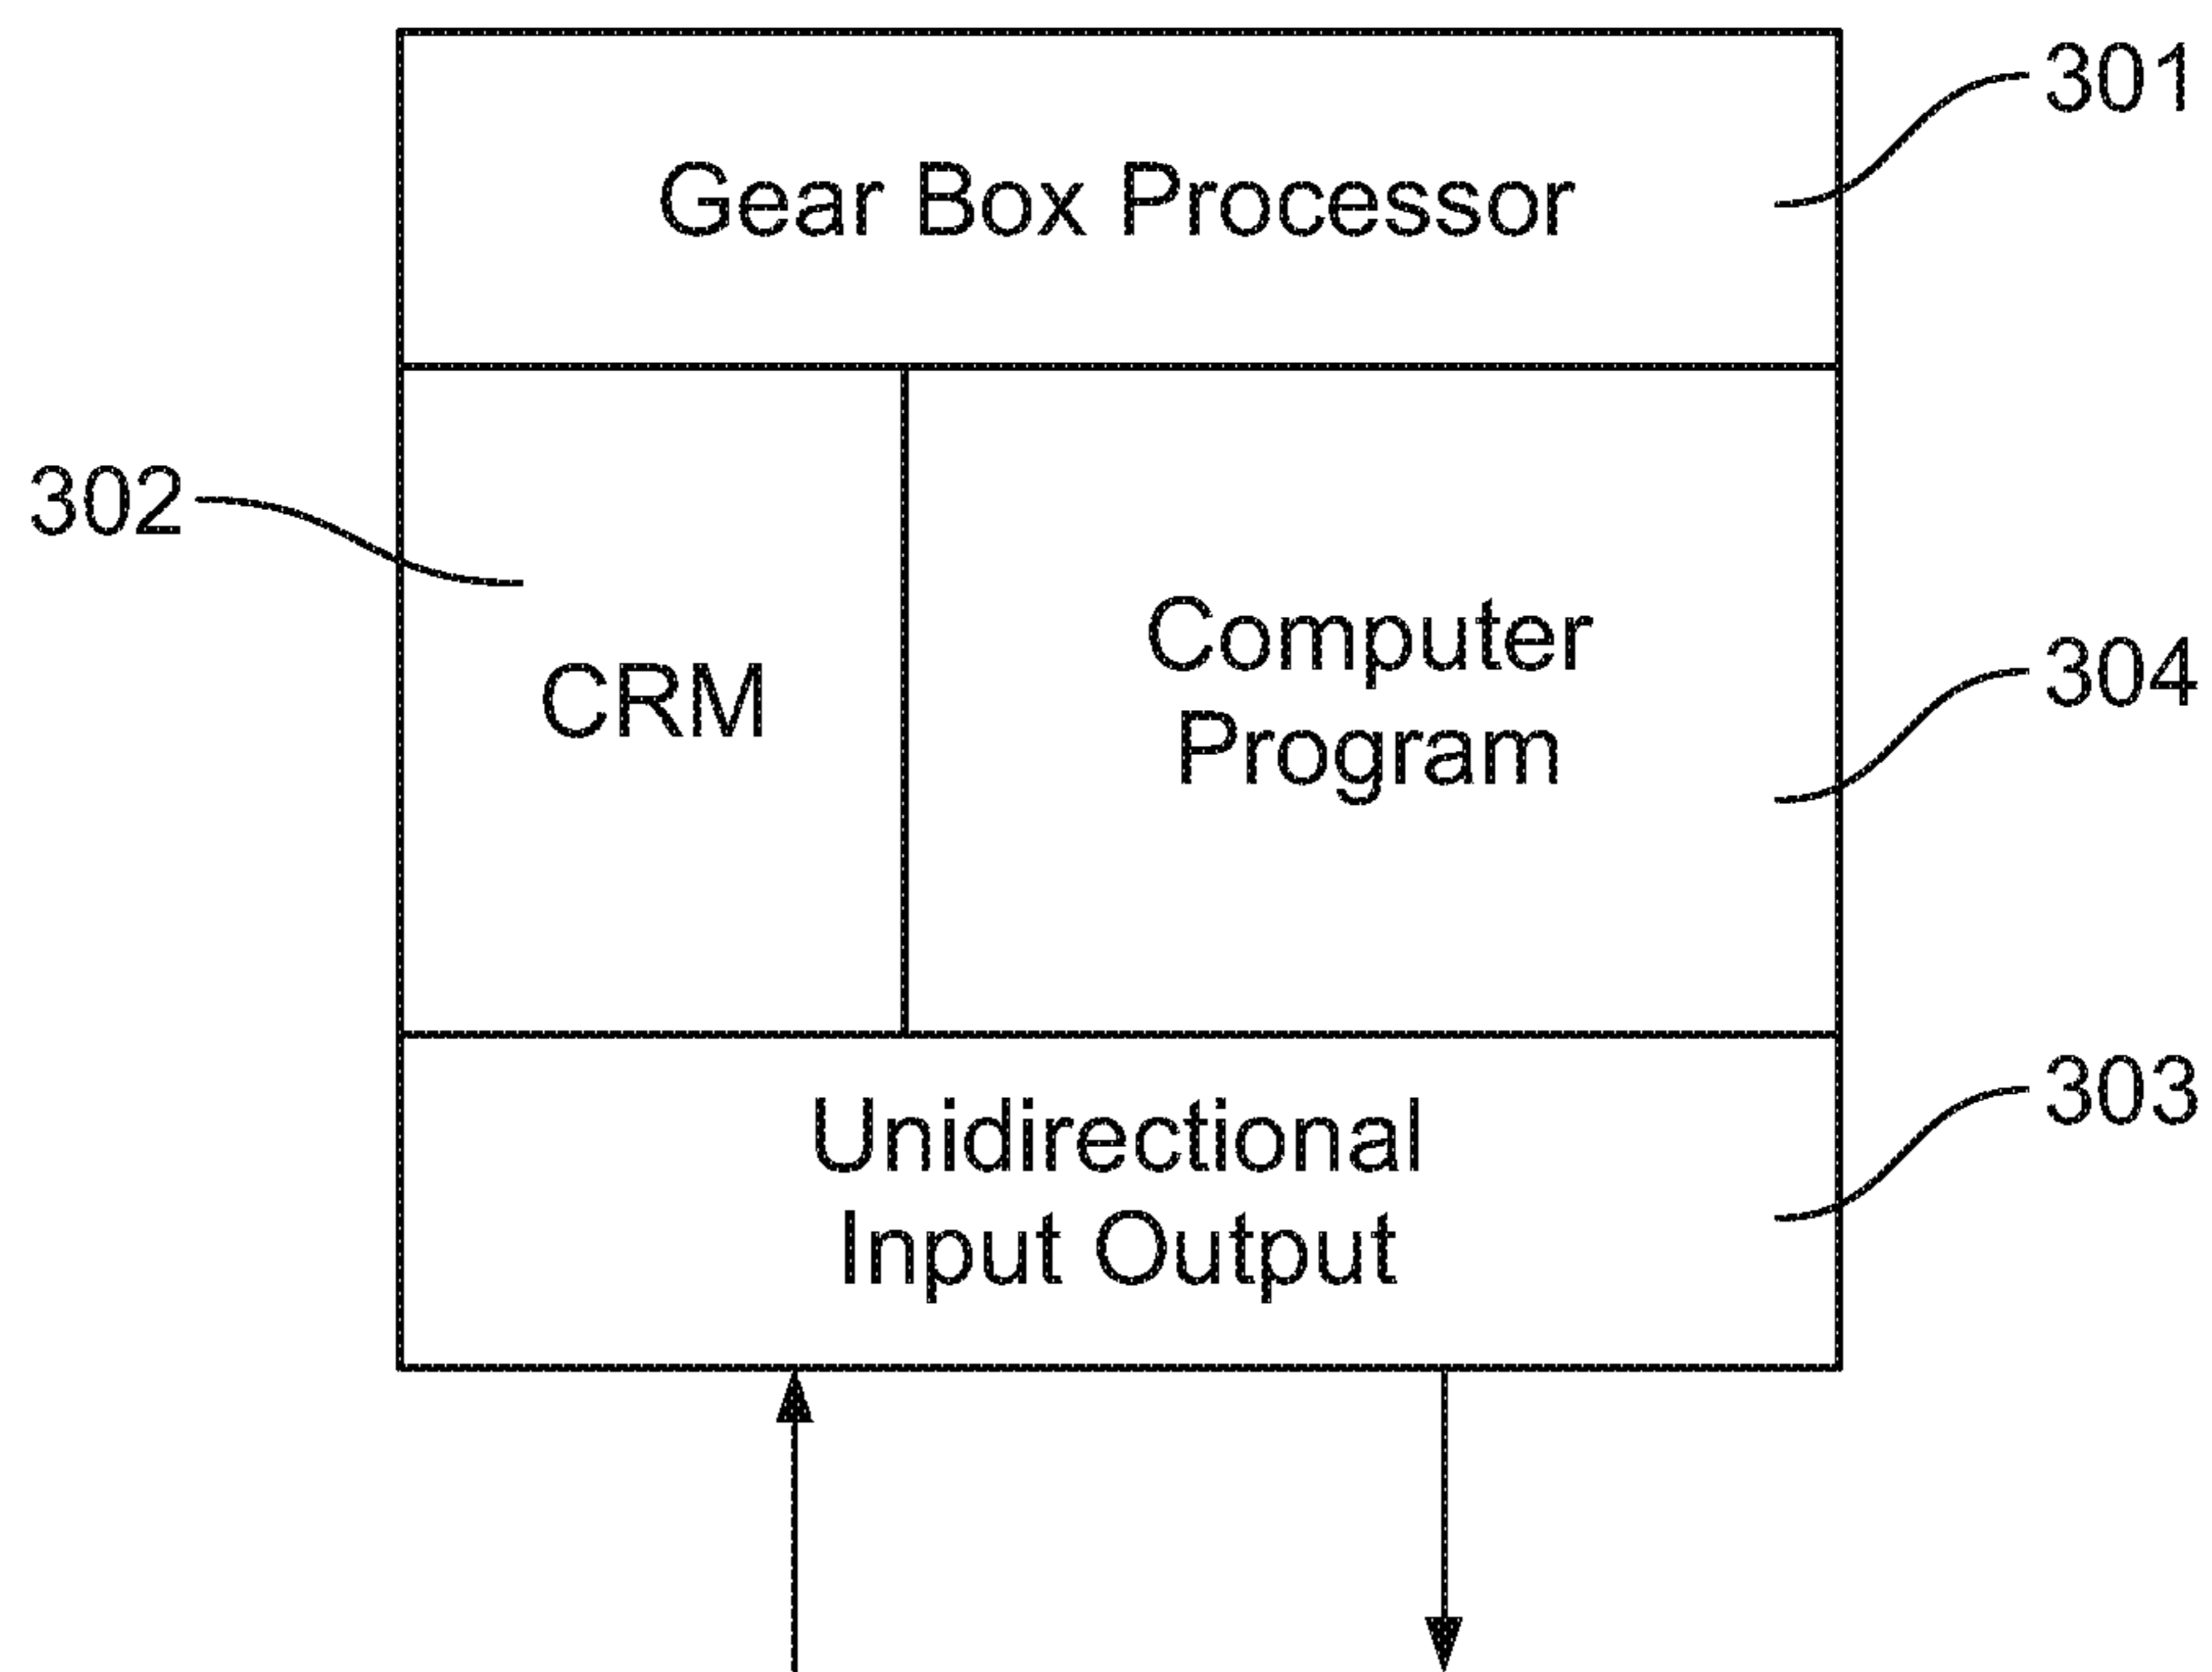 301
Gear Box Processor
302
CRM
Computer
Program
304
Unidirectional
Input Output
303